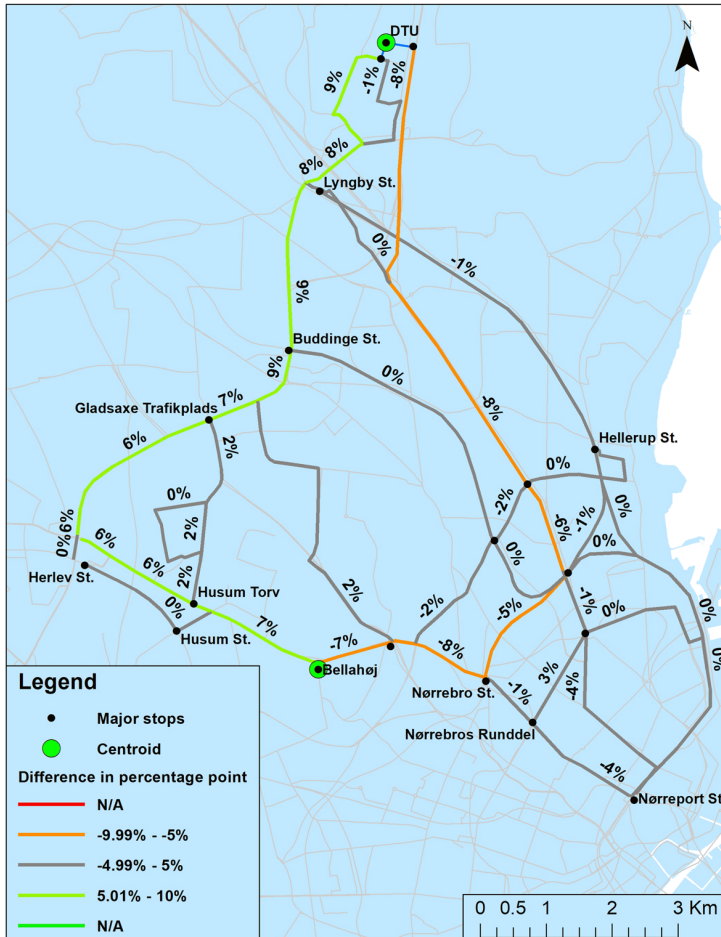 DTU
N
9%
-1%
-8%
8%
8%
Lyngby St.
0%
-1%
9%
Buddinge St.
9%
0%
7%
Gladsaxe Trafikplads
-8%
6%
2%
Hellerup St.
0%
0%
-2%
-6%
-1%
0%
6%
2%
0%
0%
6%
6%
Herlev St.
2%
Husum Torv
2%
-2%
-5%
-1%
0%
0%
0%
Husum St.
7%
-7%
-8%
0%
Bellahøj
3%
-4%
Legend
Nørrebro St.
-1%
Major stops
Nørrebros Runddel
Centroid
-4%
Difference in percentage point
Nørreport St
N/A
-9.99% - -5%
-4.99% - 5%
5.01% - 10%
N/A
0 0.5 1 2 3 Km